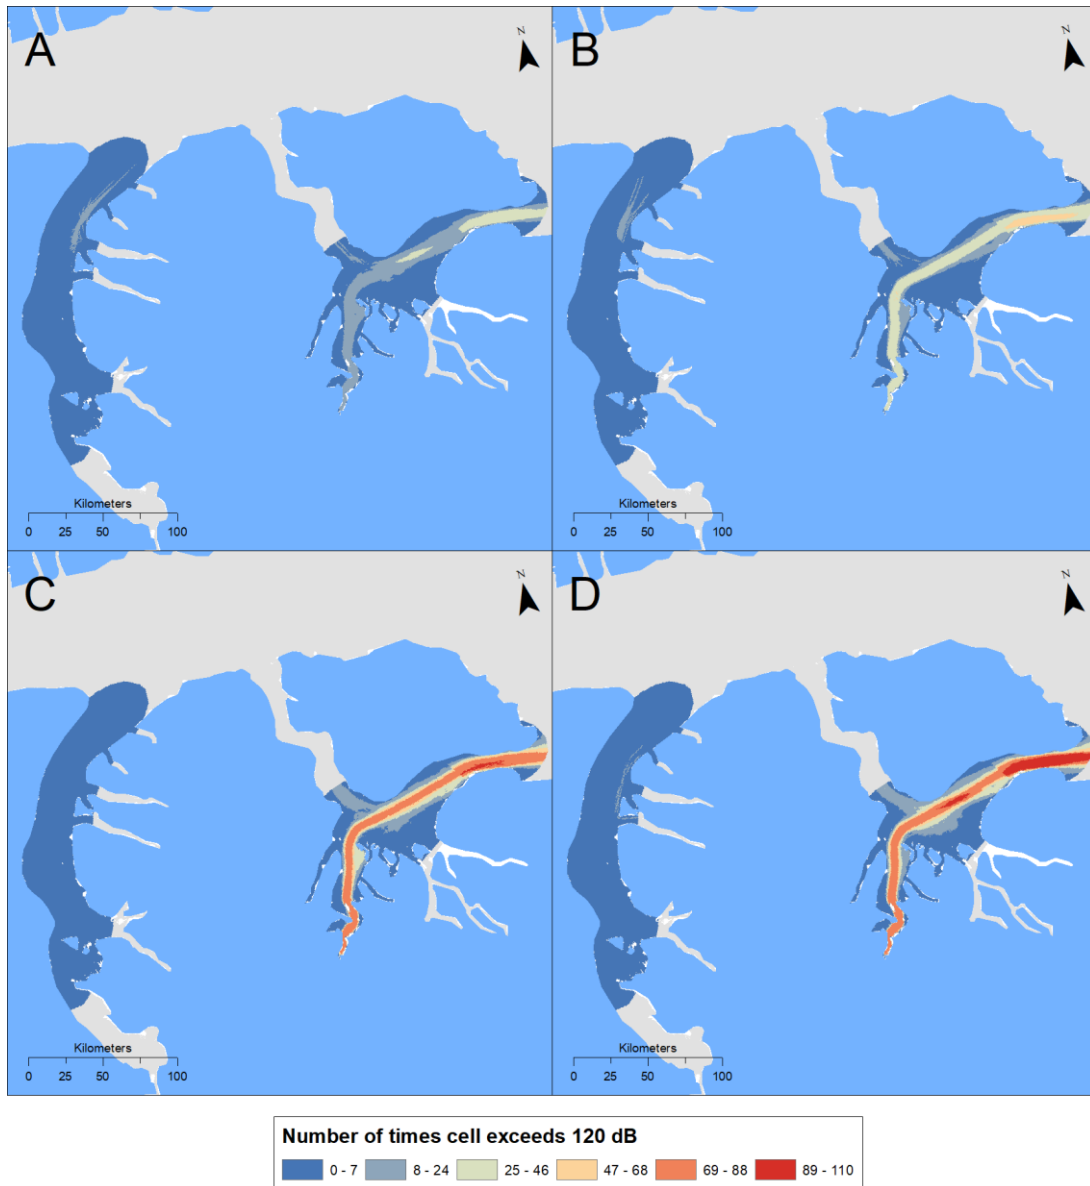 A
N
B
N
Kilometers
0 25 50 100
Kilometers
0 25 50 100
C
N
D
N
Kilometers
0 25 50 100
Kilometers
0 25 50 100
Number of times cell exceeds 120 dB
0 - 7 8 - 24 25 - 46 47 - 68 69 - 88 89 - 110